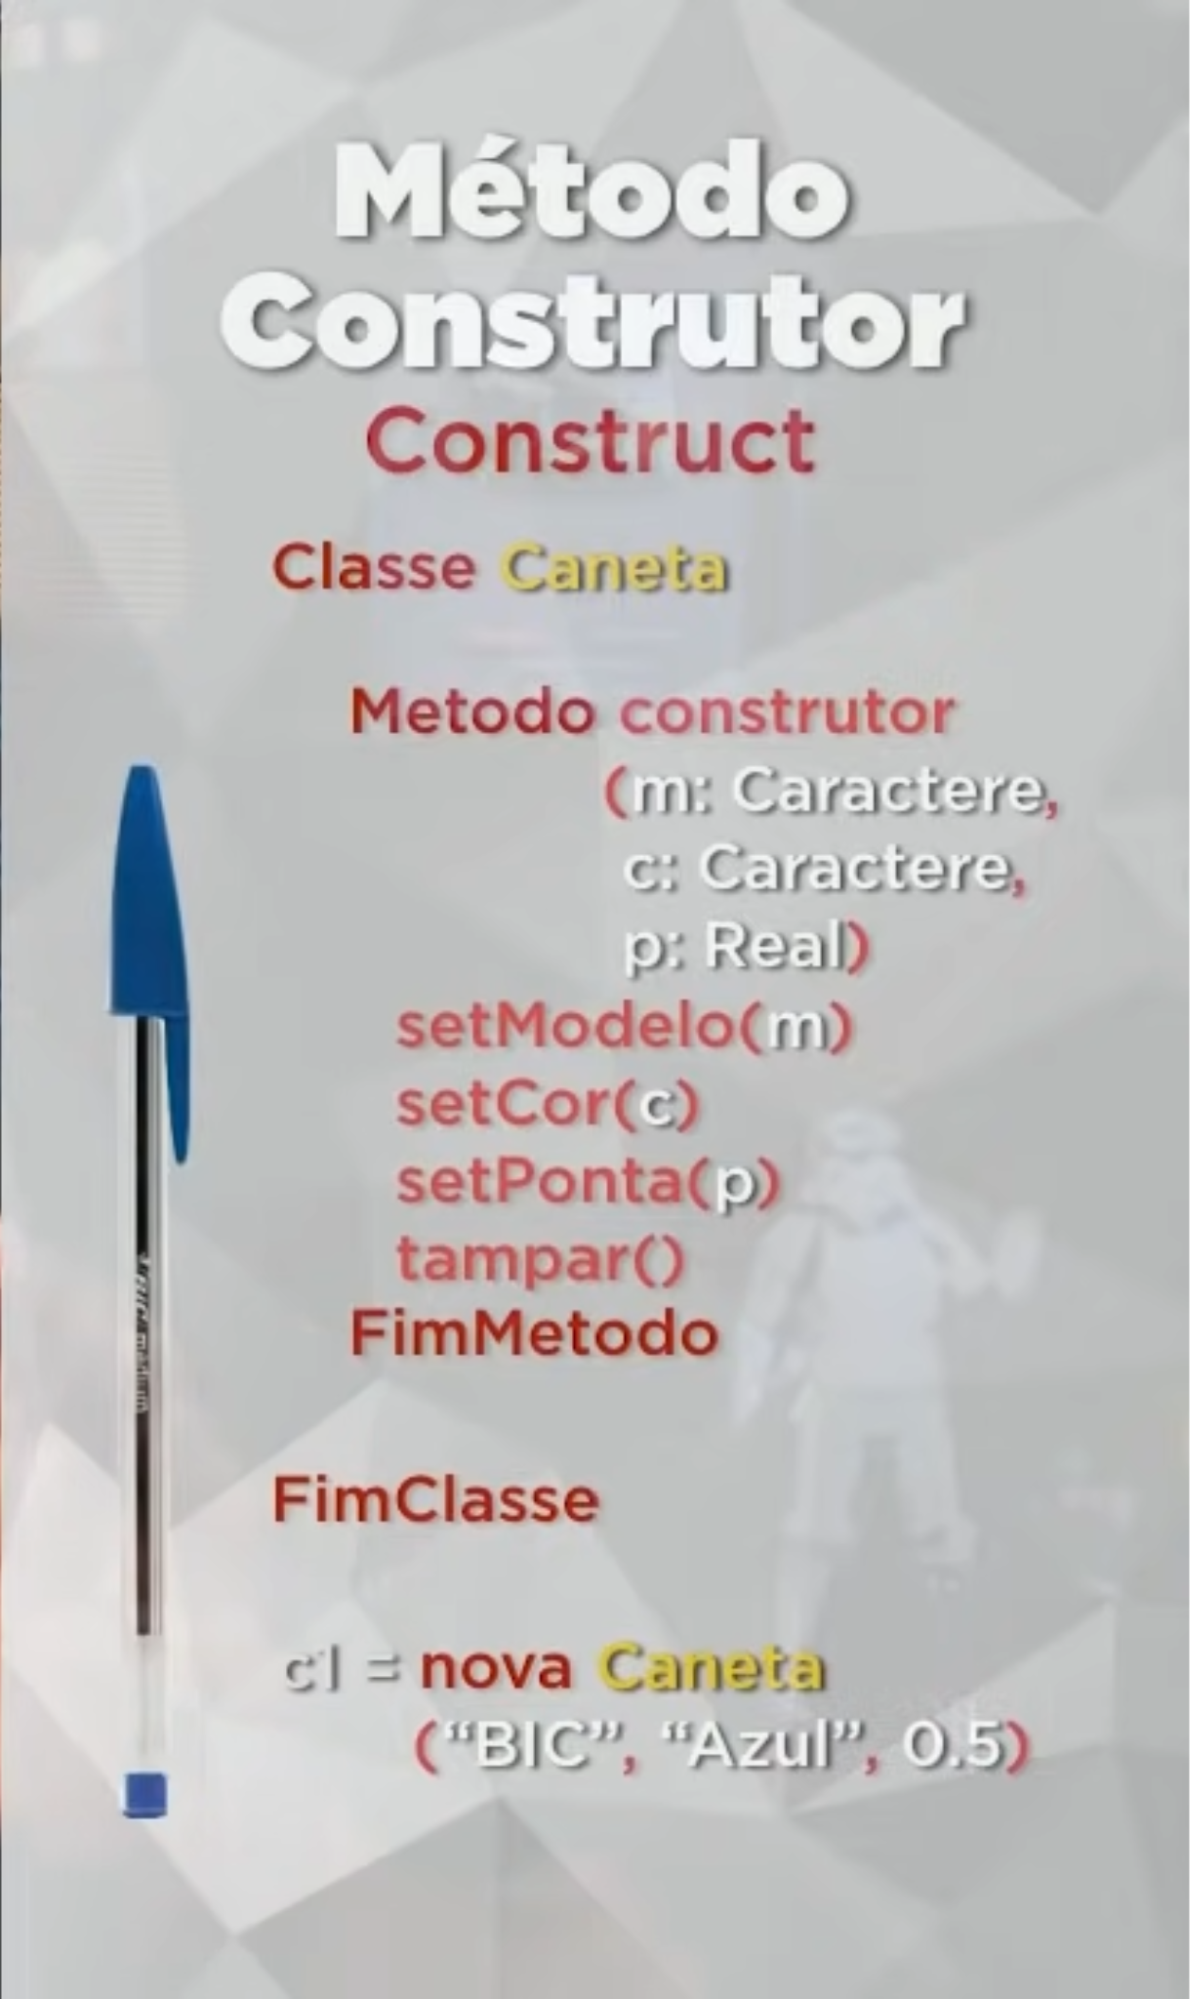 Método
Construtor
Construct
Classe Caneta
Metodo construtor
(m: Caractere,
c: Caractere,
p: Real)
setModelo(m)
setCor(c)
setPonta(p)
tampar()
FimMetodo
FimClasse
c1 = nova Caneta
(“BIC”, “Azul”, 0.5)